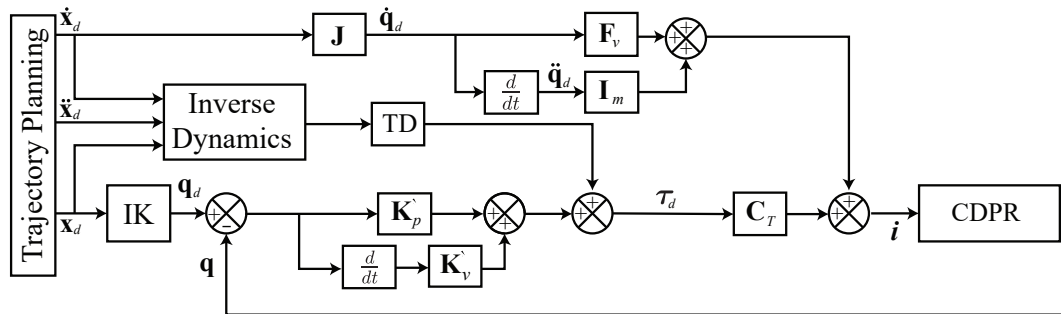 Trajectory Planning
ẋ_d
J
q̇_d
F_v
+ + +
d/dt
q̈_d
I_m
ẍ_d
Inverse
Dynamics
TD
x_d
IK
q_d
+ −
q
K`_p
+ +
+ +
τ_d
C_T
+ +
i
CDPR
d/dt
K`_v